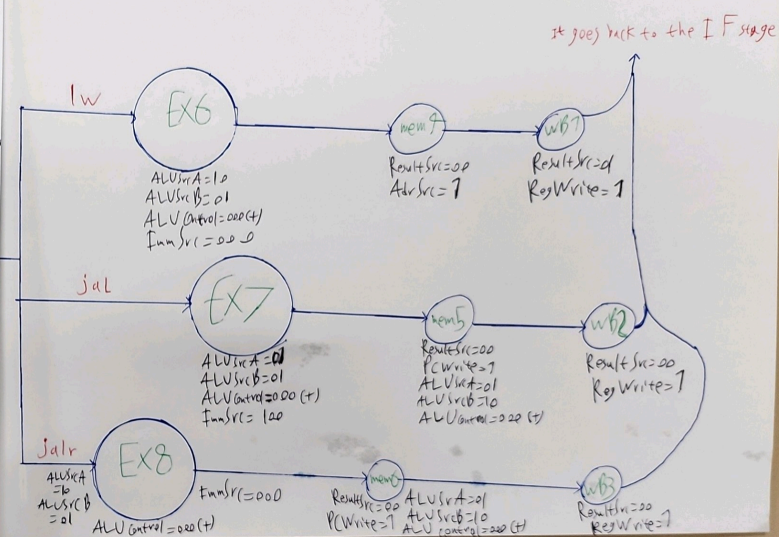 It goes back to the IF stage
lw
EX6
mem4
WB1
ALUSrcA=10
ALUSrcB=01
ALUControl=000(+)
ImmSrc=000
ResultSrc=00
AdrSrc=1
ResultSrc=01
RegWrite=1
jal
EX7
mem5
WB2
ALUSrcA=01
ALUSrcB=01
ALUControl=000(+)
ImmSrc=100
ResultSrc=00
PCWrite=1
ALUSrcA=01
ALUSrcB=10
ALUControl=000(+)
ResultSrc=00
RegWrite=1
jalr
EX8
mem6
WB3
ALUSrcA
=10
ALUSrcB
=01
ALUControl=000(+)
ImmSrc=000
ResultSrc=00
PCWrite=1
ALUSrcA=01
ALUSrcB=10
ALUControl=000(+)
ResultSrc=00
RegWrite=1